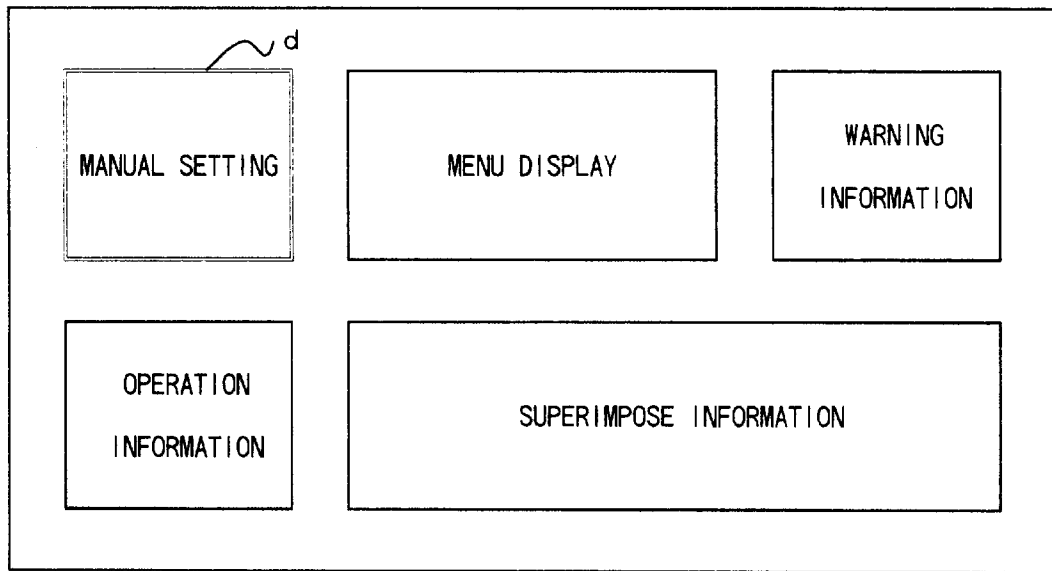 d
MANUAL SETTING
MENU DISPLAY
WARNING
INFORMATION
OPERATION
INFORMATION
SUPERIMPOSE INFORMATION